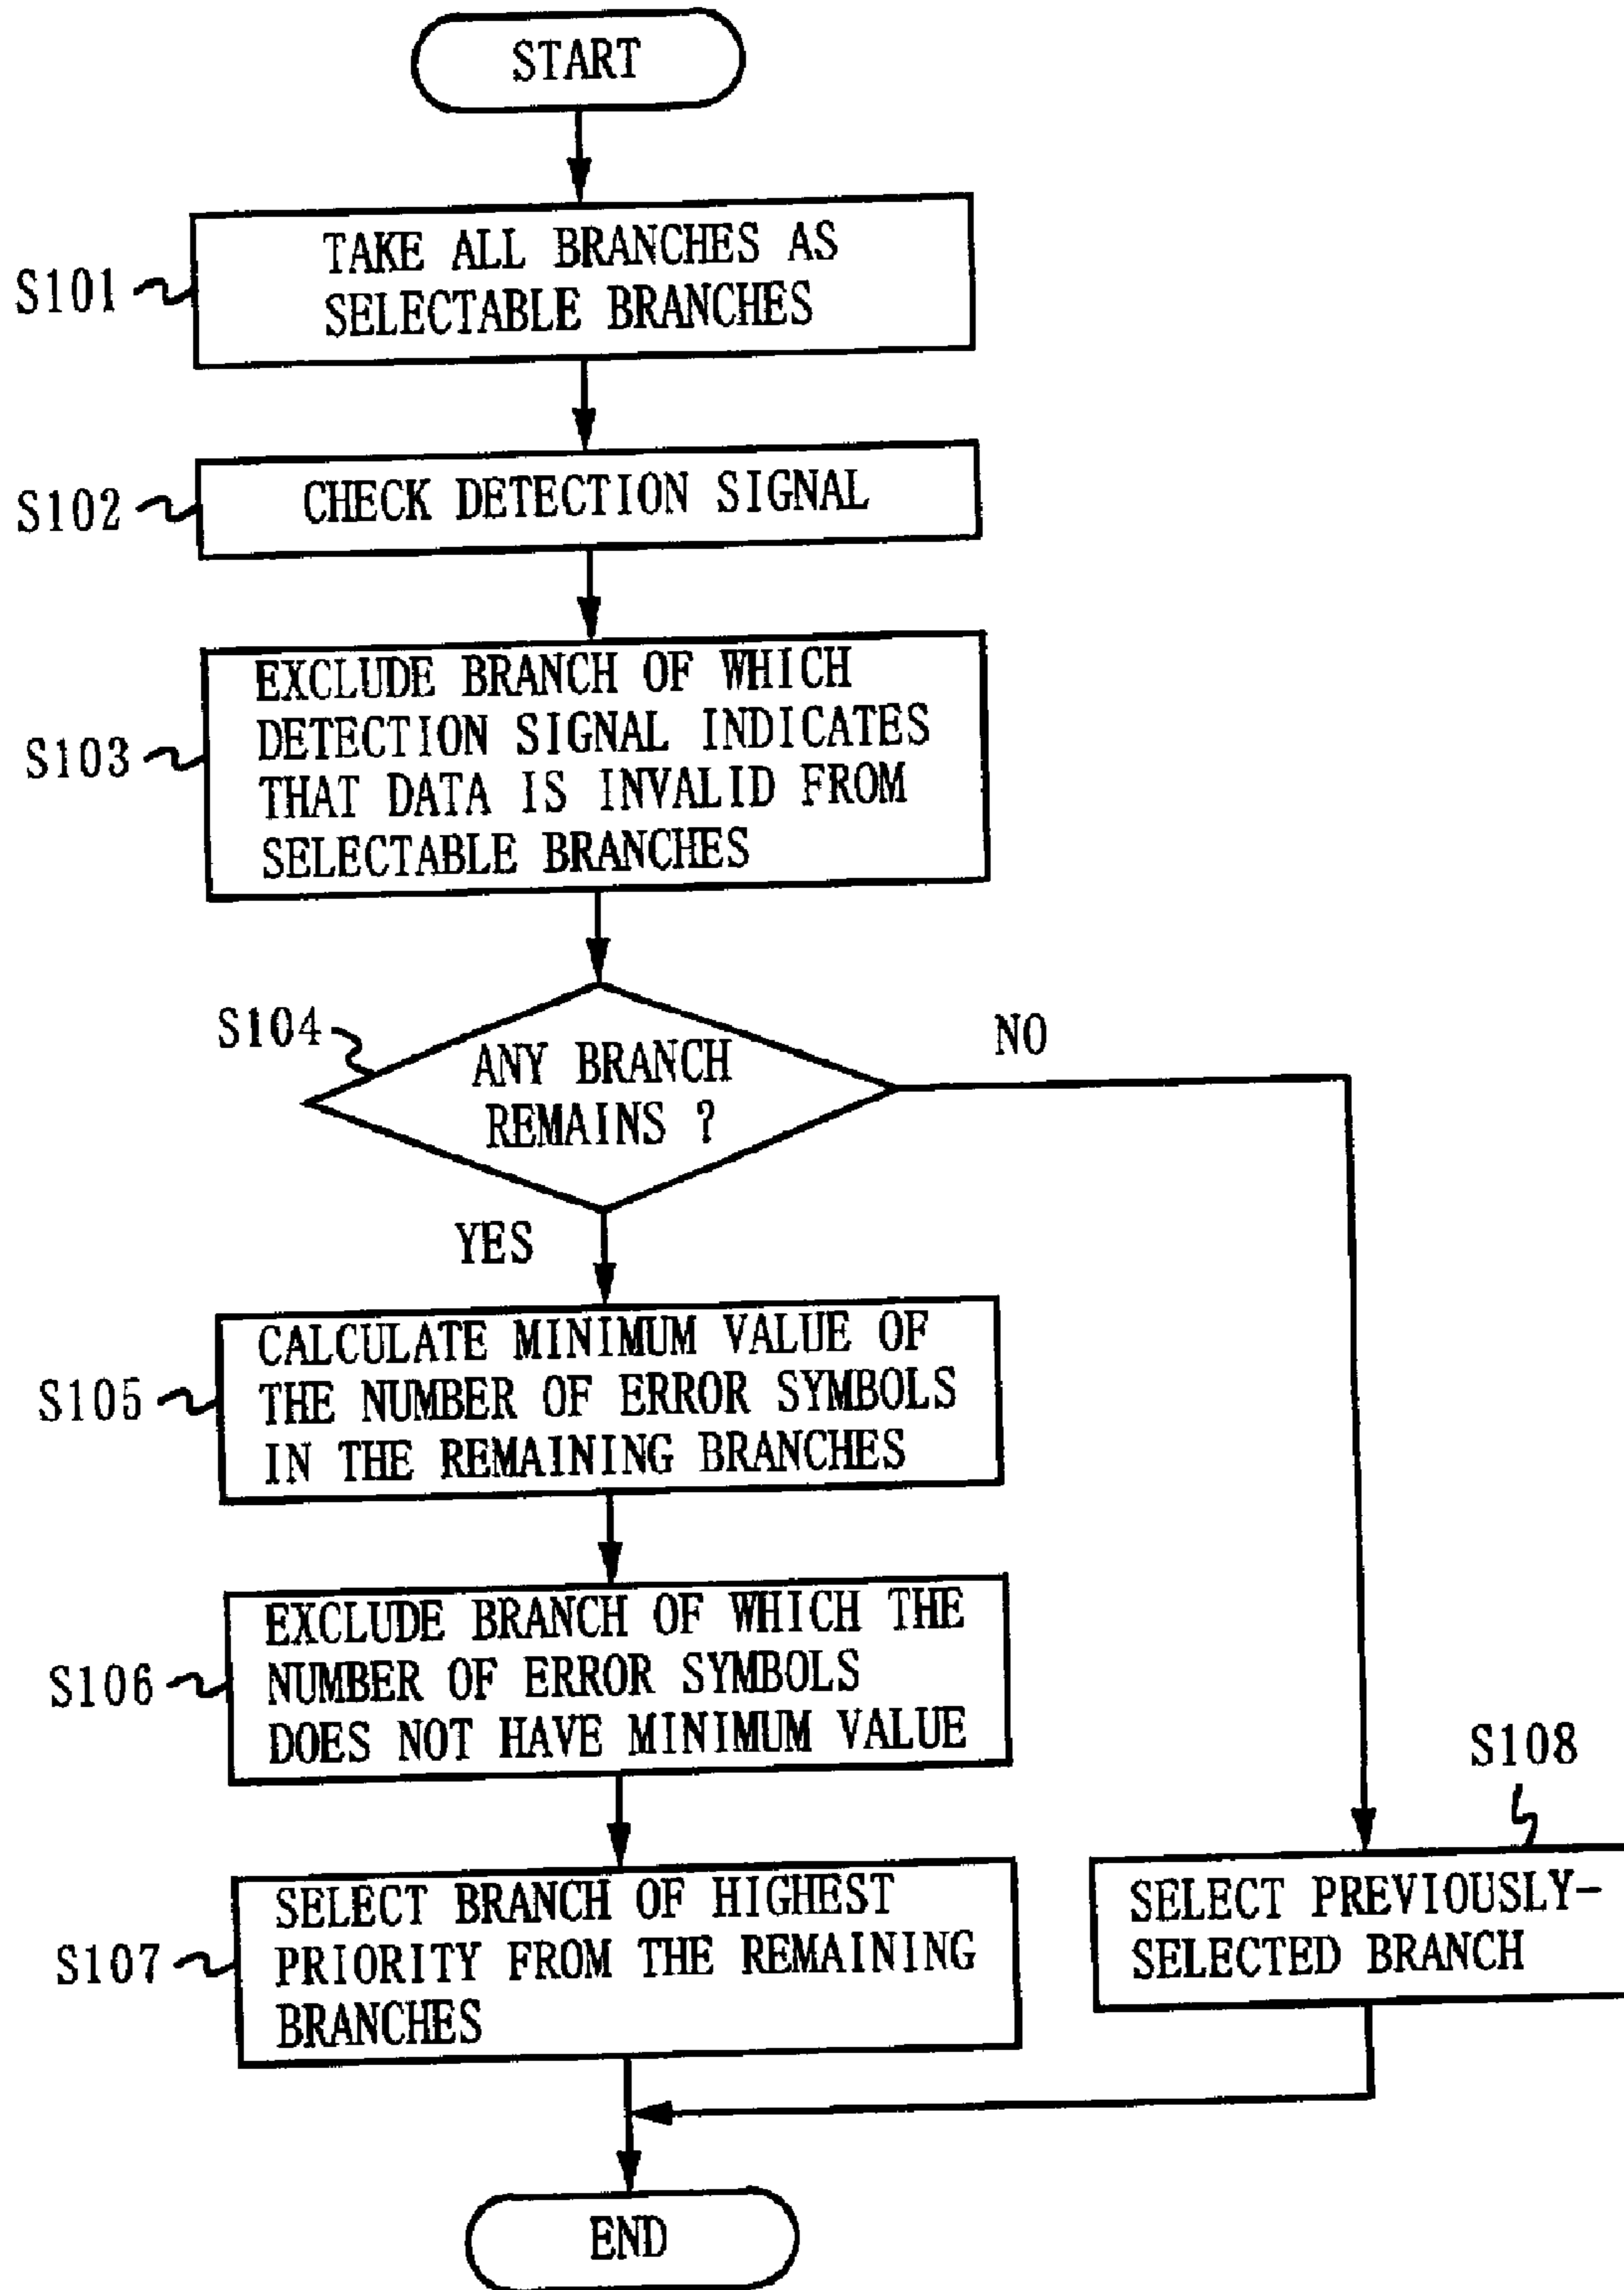 START
S101
TAKE ALL BRANCHES AS
SELECTABLE BRANCHES
S102
CHECK DETECTION SIGNAL
S103
EXCLUDE BRANCH OF WHICH
DETECTION SIGNAL INDICATES
THAT DATA IS INVALID FROM
SELECTABLE BRANCHES
S104
ANY BRANCH
REMAINS ?
NO
YES
S105
CALCULATE MINIMUM VALUE OF
THE NUMBER OF ERROR SYMBOLS
IN THE REMAINING BRANCHES
S106
EXCLUDE BRANCH OF WHICH THE
NUMBER OF ERROR SYMBOLS
DOES NOT HAVE MINIMUM VALUE
S107
SELECT BRANCH OF HIGHEST
PRIORITY FROM THE REMAINING
BRANCHES
S108
SELECT PREVIOUSLY-
SELECTED BRANCH
END